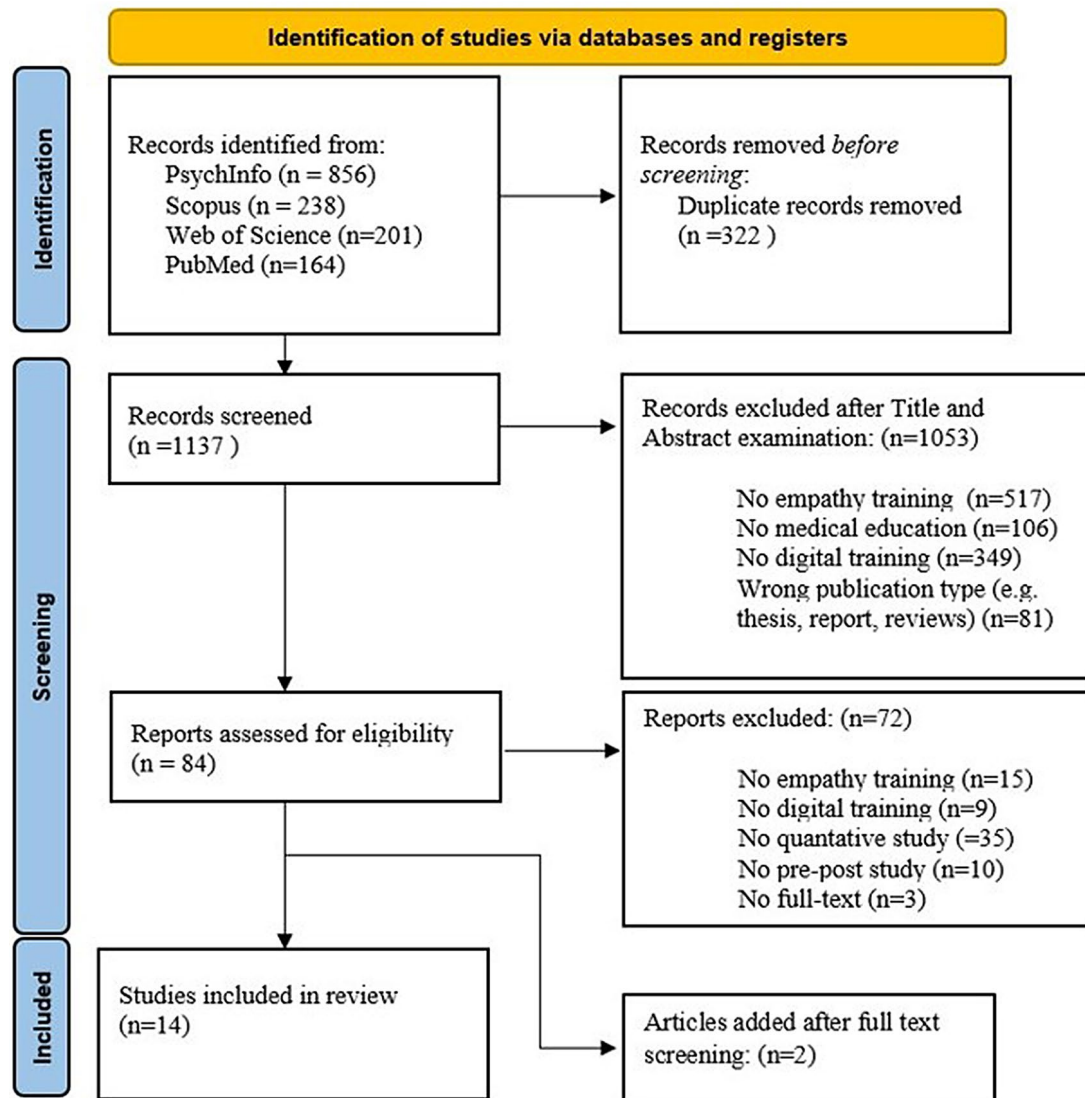 Identification of studies via databases and registers
Identification
Records identified from:
PsychInfo (n = 856)
Scopus (n = 238)
Web of Science (n=201)
PubMed (n=164)
Records removed before
screening:
Duplicate records removed
(n =322 )
Screening
Records screened
(n =1137 )
Records excluded after Title and
Abstract examination: (n=1053)
No empathy training (n=517)
No medical education (n=106)
No digital training (n=349)
Wrong publication type (e.g.
thesis, report, reviews) (n=81)
Reports assessed for eligibility
(n = 84)
Reports excluded: (n=72)
No empathy training (n=15)
No digital training (n=9)
No quantative study (=35)
No pre-post study (n=10)
No full-text (n=3)
Included
Studies included in review
(n=14)
Articles added after full text
screening: (n=2)